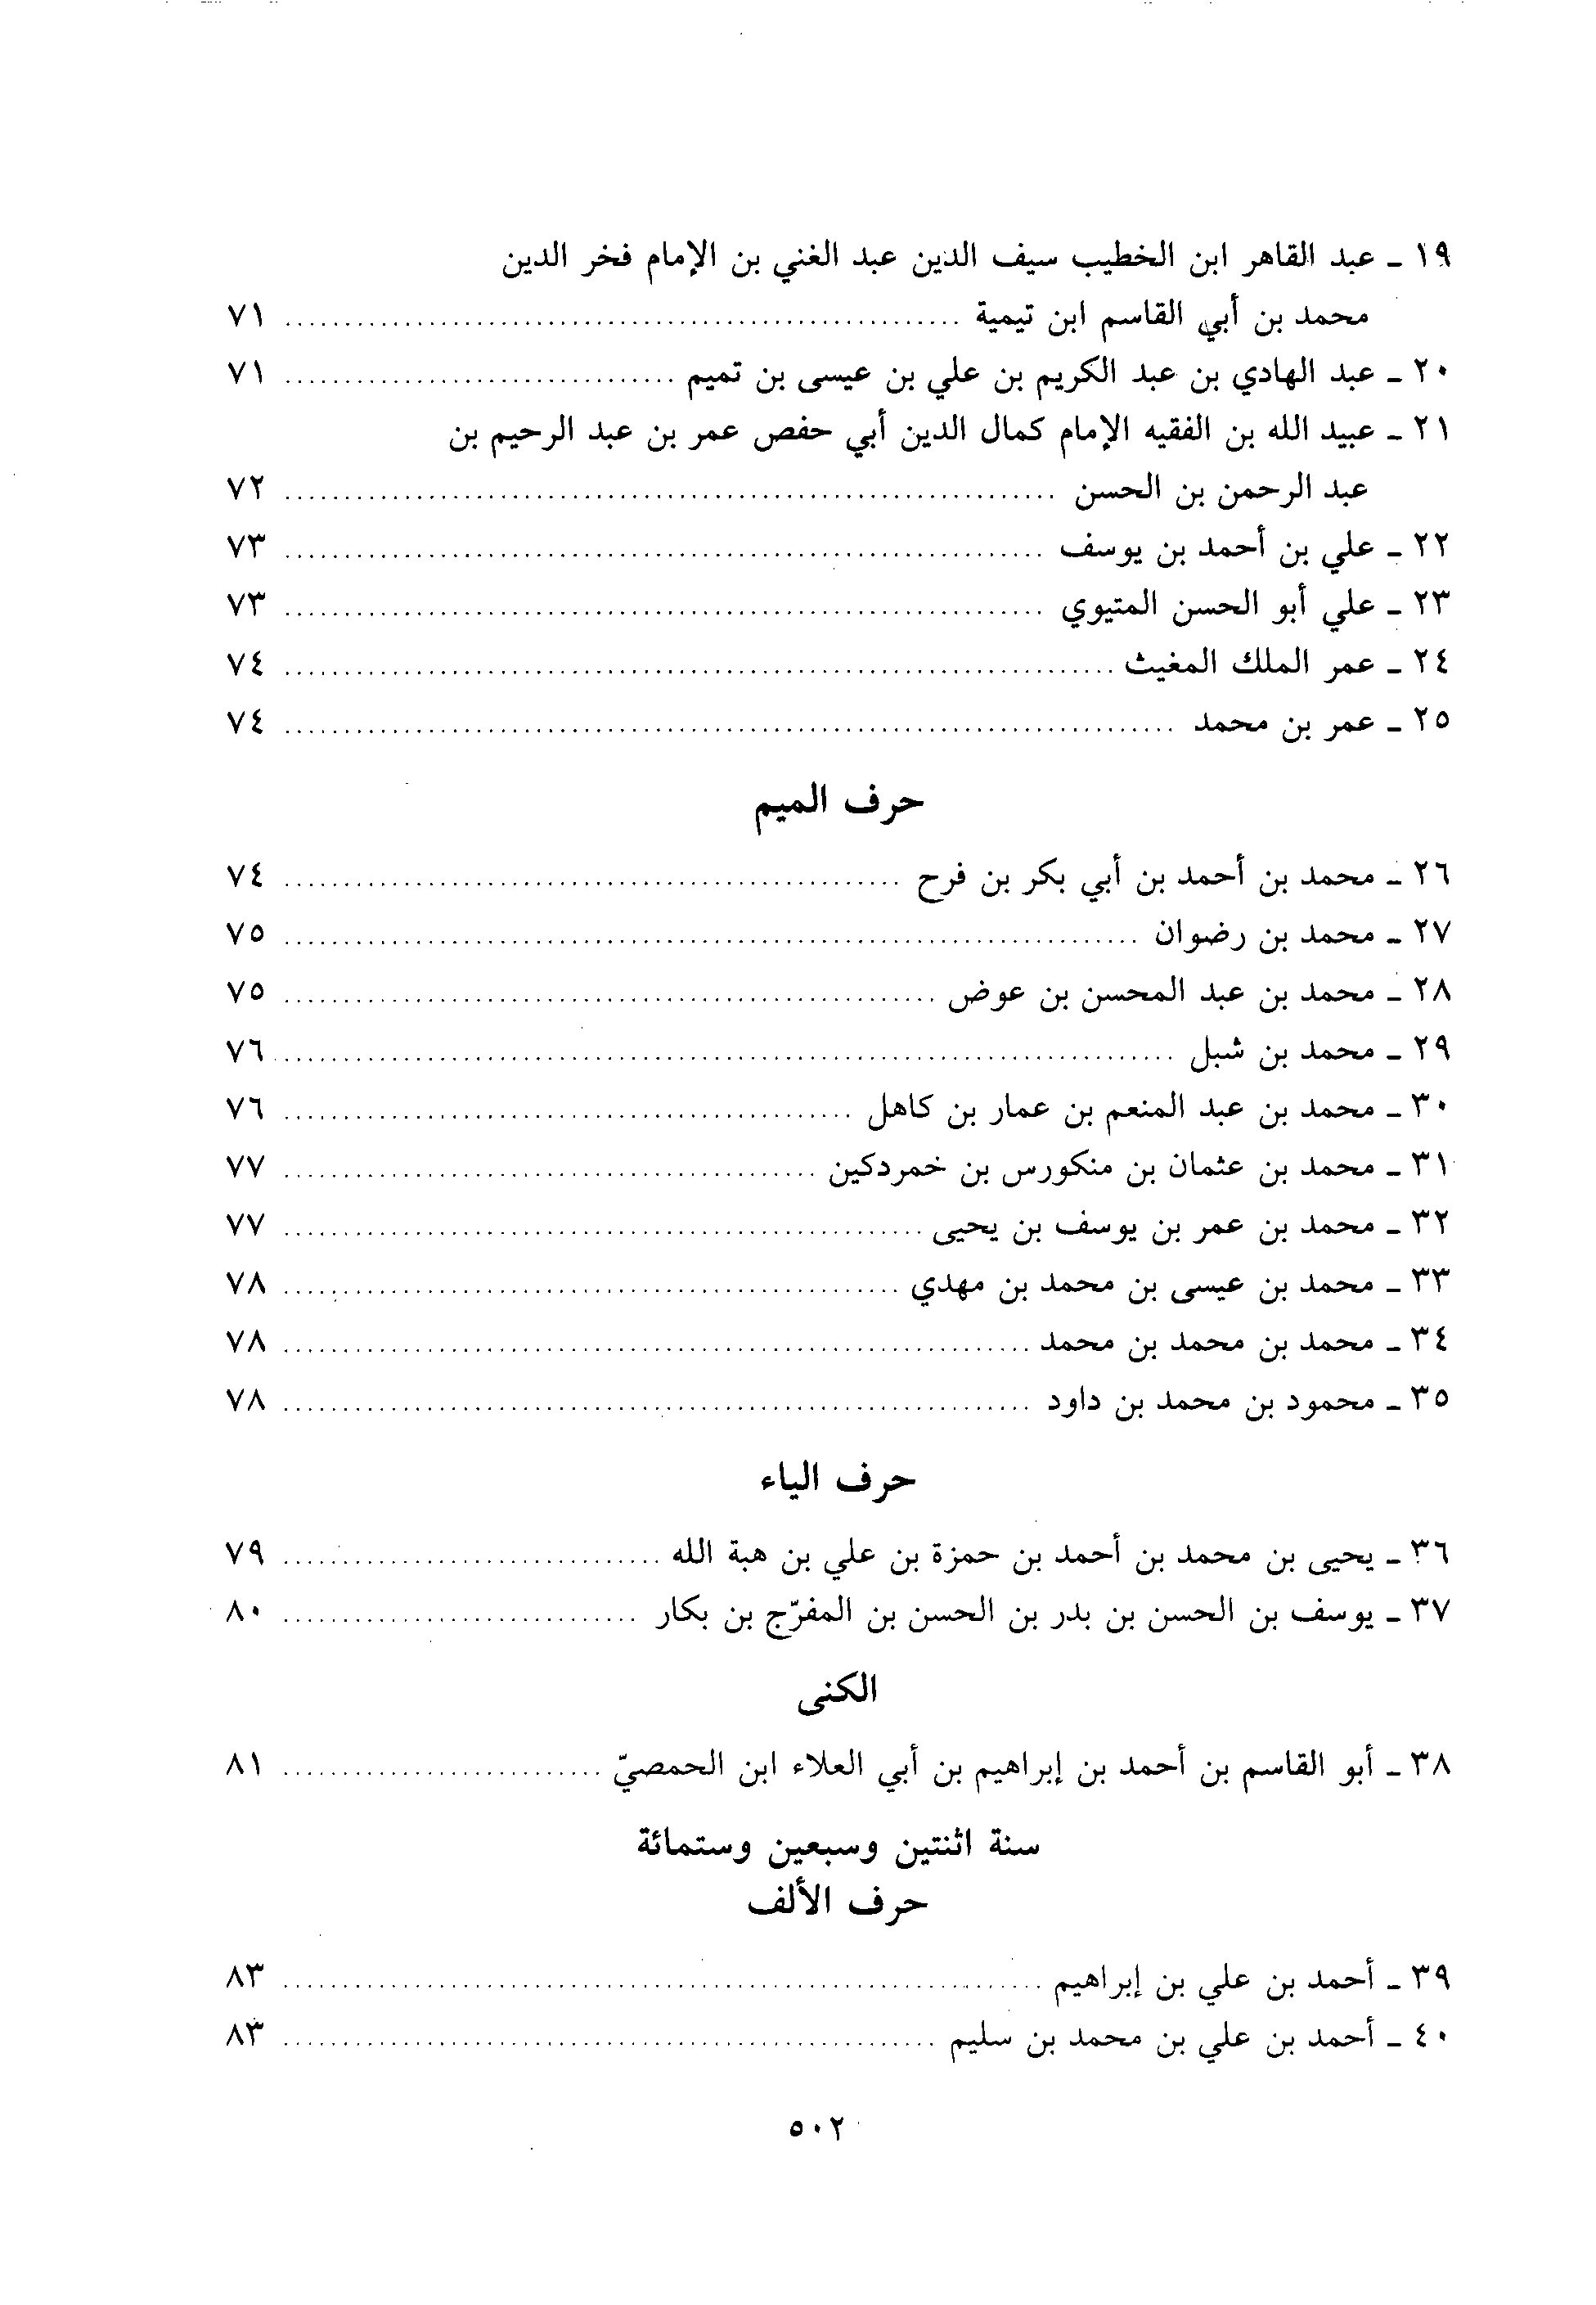 ١٩ - عبد القاهر ابن الخطيب سيف الدين عبد الغني بن الإمام فخر الدين
محمد بن أبي القاسم ابن تيمية ........ ٧١
٢٠ - عبد الهادي بن عبد الكريم بن علي بن عيسى بن تميم ........ ٧١
٢١ - عبيد الله بن الفقيه الإمام كمال الدين أبي حفص عمر بن عبد الرحيم بن
عبد الرحمن بن الحسن ........ ٧٢
٢٢ - علي بن أحمد بن يوسف ........ ٧٣
٢٣ - علي أبو الحسن المتيوي ........ ٧٣
٢٤ - عمر الملك المغيث ........ ٧٤
٢٥ - عمر بن محمد ........ ٧٤
حرف الميم
٢٦ - محمد بن أحمد بن أبي بكر بن فرح ........ ٧٤
٢٧ - محمد بن رضوان ........ ٧٥
٢٨ - محمد بن عبد المحسن بن عوض ........ ٧٥
٢٩ - محمد بن شبل ........ ٧٦
٣٠ - محمد بن عبد المنعم بن عمار بن كاهل ........ ٧٦
٣١ - محمد بن عثمان بن منكورس بن خمردكين ........ ٧٧
٣٢ - محمد بن عمر بن يوسف بن يحيى ........ ٧٧
٣٣ - محمد بن عيسى بن محمد بن مهدي ........ ٧٨
٣٤ - محمد بن محمد بن محمد ........ ٧٨
٣٥ - محمود بن محمد بن داود ........ ٧٨
حرف الياء
٣٦ - يحيى بن محمد بن أحمد بن حمزة بن علي بن هبة الله ........ ٧٩
٣٧ - يوسف بن الحسن بن بدر بن الحسن بن المفرّج بن بكار ........ ٨٠
الكنى
٣٨ - أبو القاسم بن أحمد بن إبراهيم بن أبي العلاء ابن الحمصيّ ........ ٨١
سنة اثنتين وسبعين وستمائة
حرف الألف
٣٩ - أحمد بن علي بن إبراهيم ........ ٨٣
٤٠ - أحمد بن علي بن محمد بن سليم ........ ٨٣
٥٠٢